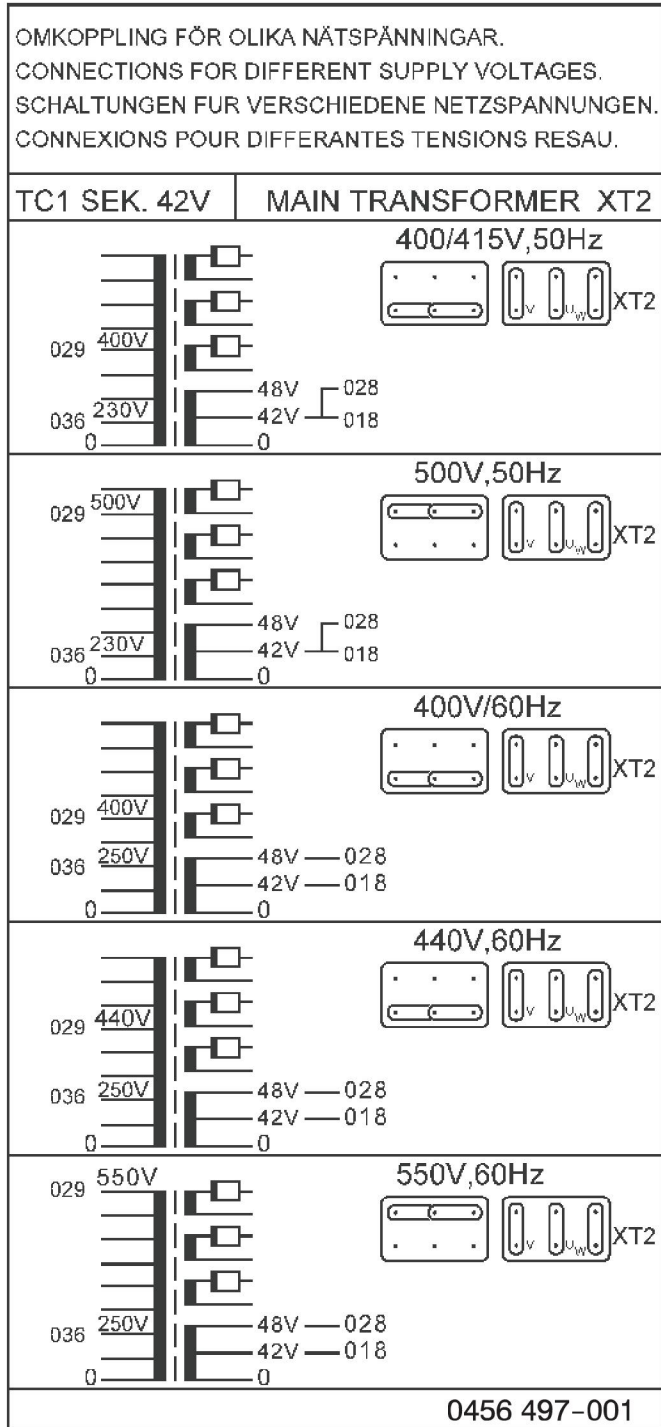 OMKOPPLING FÖR OLIKA NÄTSPÄNNINGAR.
CONNECTIONS FOR DIFFERENT SUPPLY VOLTAGES.
SCHALTUNGEN FUR VERSCHIEDENE NETZSPANNUNGEN.
CONNEXIONS POUR DIFFERANTES TENSIONS RESAU.
TC1 SEK. 42V MAIN TRANSFORMER XT2
400/415V,50Hz
V U W XT2
029 400V
48V 028
036 230V 42V 018
0 0
500V,50Hz
029 500V
V U W XT2
48V 028
036 230V 42V 018
0 0
400V/60Hz
V U W XT2
029 400V
036 250V 48V 028
42V 018
0 0
440V,60Hz
V U W XT2
029 440V
036 250V 48V 028
42V 018
0 0
029 550V 550V,60Hz
V U W XT2
036 250V 48V 028
42V 018
0 0
0456 497-001